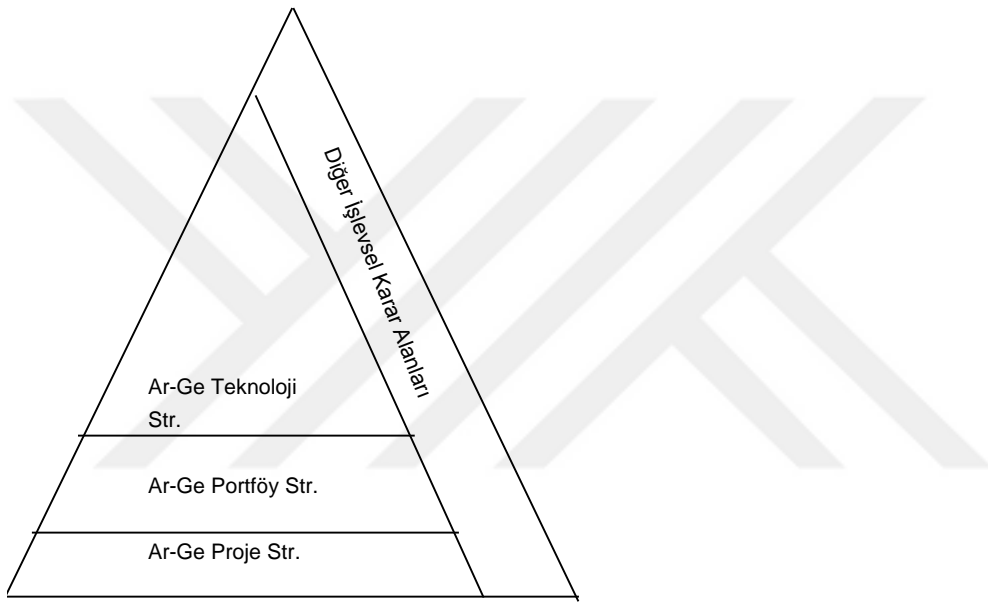 Diğer İşlevsel Karar Alanları
Ar-Ge Teknoloji
Str.
Ar-Ge Portföy Str.
Ar-Ge Proje Str.